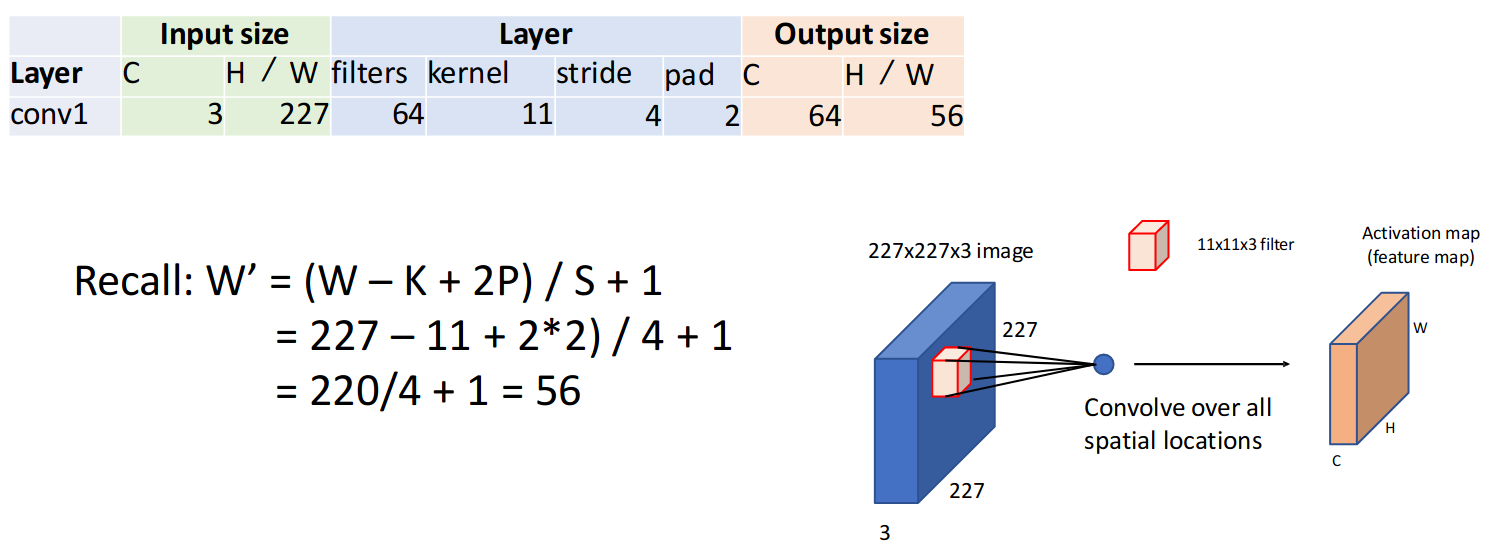 Input size Layer Output size
Layer C H / W filters kernel stride pad C H / W
conv1 3 227 64 11 4 2 64 56
Recall: W’ = (W – K + 2P) / S + 1
= 227 – 11 + 2*2) / 4 + 1
= 220/4 + 1 = 56
227x227x3 image
11x11x3 filter
Activation map
(feature map)
227
W
Convolve over all
spatial locations
H
C
227
3